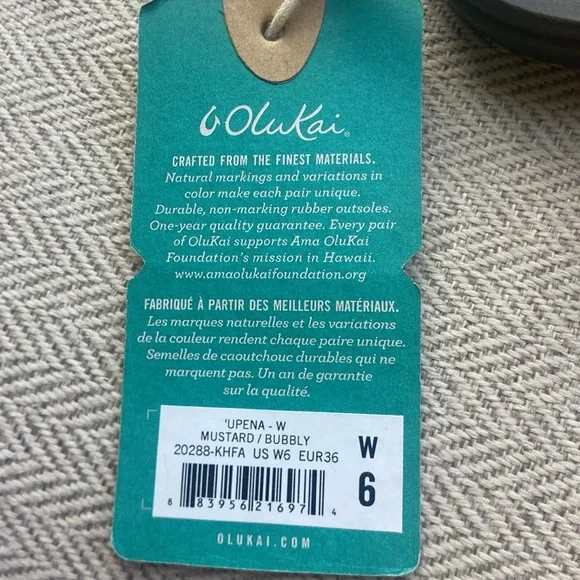 OluKai®
CRAFTED FROM THE FINEST MATERIALS.
Natural markings and variations in
color make each pair unique.
Durable, non-marking rubber outsoles.
One-year quality guarantee. Every pair
of OluKai supports Ama OluKai
Foundation's mission in Hawaii.
www.amaolukaifoundation.org
FABRIQUÉ À PARTIR DES MEILLEURS MATÉRIAUX.
Les marques naturelles et les variations
de la couleur rendent chaque paire unique.
Semelles de caoutchouc durables qui ne
marquent pas. Un an de garantie
sur la qualité.
'UPENA - W
MUSTARD / BUBBLY
20288-KHFA US W6 EUR36
W
6
8 83956 21697 4
OLUKAI.COM